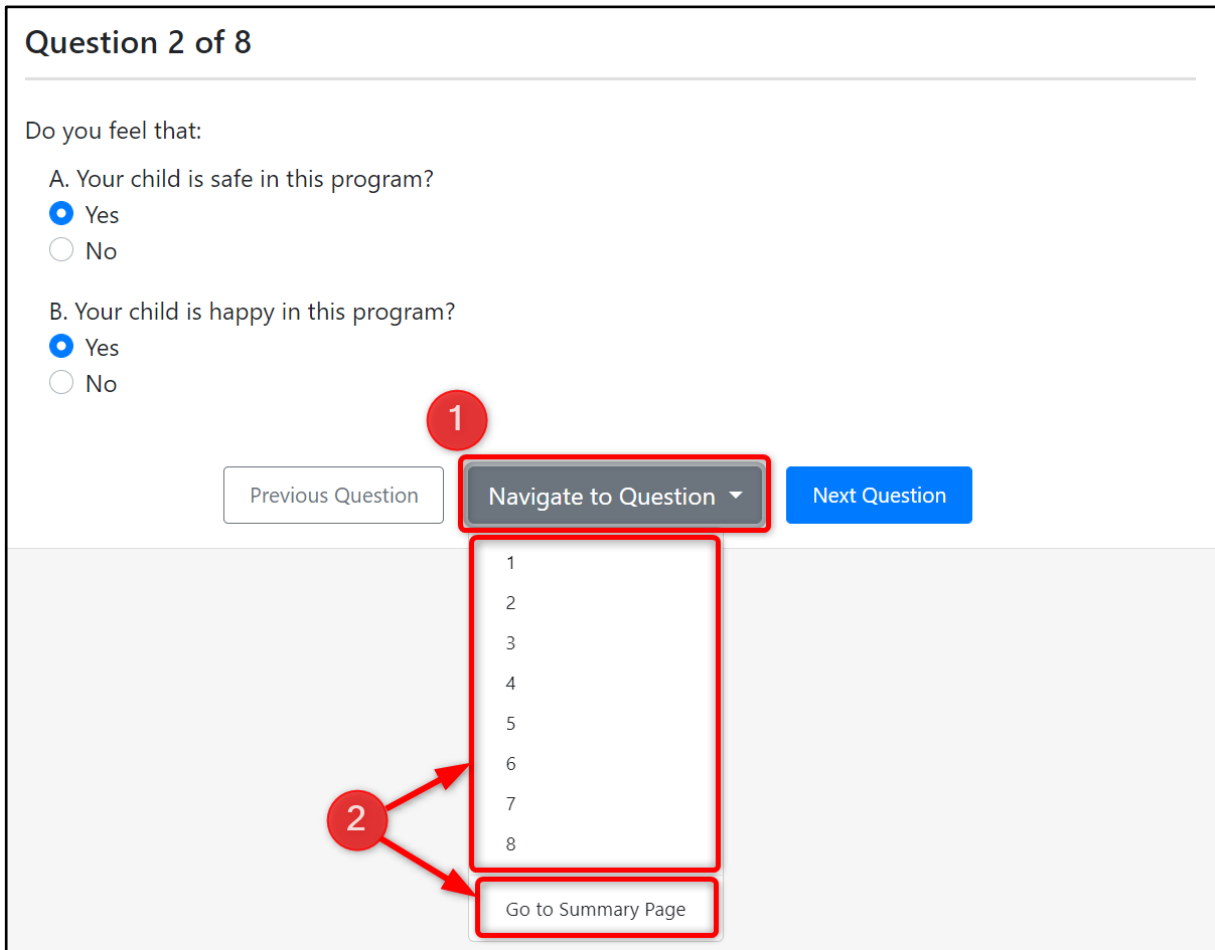 Question 2 of 8
Do you feel that:
A. Your child is safe in this program?
Yes
No
B. Your child is happy in this program?
Yes
No
1
Previous Question
Navigate to Question
Next Question
1
2
3
4
5
6
7
2
8
Go to Summary Page